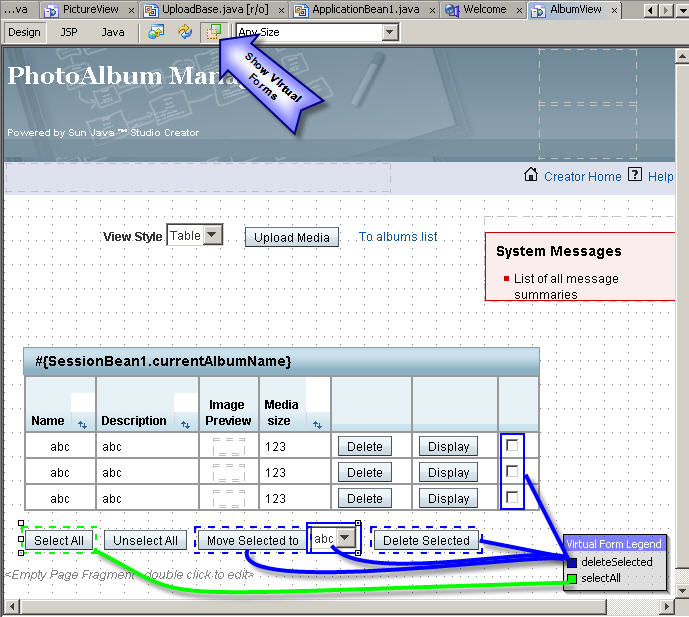 ...va PictureView × UploadBase.java [r/o] × ApplicationBean1.java × Welcome × AlbumView ×
Design JSP Java Any Size
Show Virtual
Forms
PhotoAlbum Manag
Powered by Sun Java ™ Studio Creator
Creator Home ? Help
View Style Table Upload Media To albums list
System Messages
List of all message
summaries
#{SessionBean1.currentAlbumName}
Name Description Image Preview Media size
abc abc 123 Delete Display
abc abc 123 Delete Display
abc abc 123 Delete Display
Select All Unselect All Move Selected to abc Delete Selected
Virtual Form Legend
deleteSelected
selectAll
<Empty Page Fragment - double click to edit>